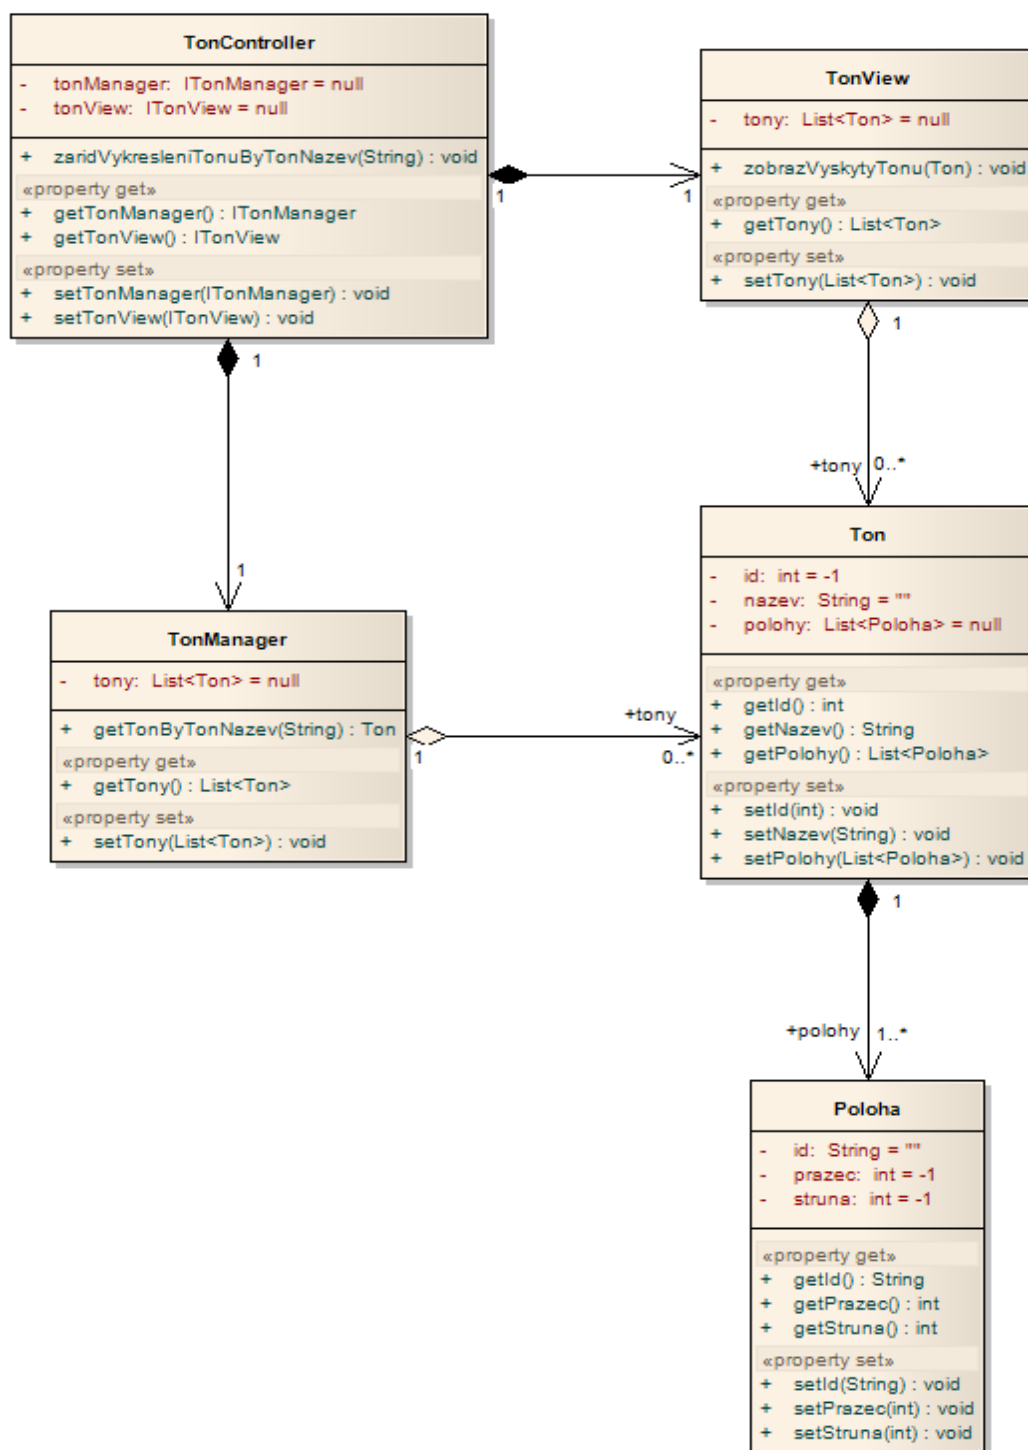 TonController
- tonManager: ITonManager = null
- tonView: ITonView = null
+ zaridVykresleniTonuByTonNazev(String) : void
«property get»
+ getTonManager() : ITonManager
+ getTonView() : ITonView
«property set»
+ setTonManager(ITonManager) : void
+ setTonView(ITonView) : void
1
1
TonView
- tony: List<Ton> = null
+ zobrazVyskytyTonu(Ton) : void
«property get»
+ getTony() : List<Ton>
«property set»
+ setTony(List<Ton>) : void
1
+tony 0..*
1
1
TonManager
- tony: List<Ton> = null
+ getTonByTonNazev(String) : Ton
«property get»
+ getTony() : List<Ton>
«property set»
+ setTony(List<Ton>) : void
1
+tony
0..*
Ton
- id: int = -1
- nazev: String = ""
- polohy: List<Poloha> = null
«property get»
+ getId() : int
+ getNazev() : String
+ getPolohy() : List<Poloha>
«property set»
+ setId(int) : void
+ setNazev(String) : void
+ setPolohy(List<Poloha>) : void
1
+polohy 1..*
Poloha
- id: String = ""
- prazec: int = -1
- struna: int = -1
«property get»
+ getId() : String
+ getPrazec() : int
+ getStruna() : int
«property set»
+ setId(String) : void
+ setPrazec(int) : void
+ setStruna(int) : void